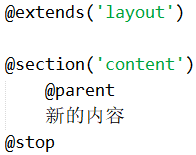 @extends('layout')
@section('content')
@parent
新的内容
@stop